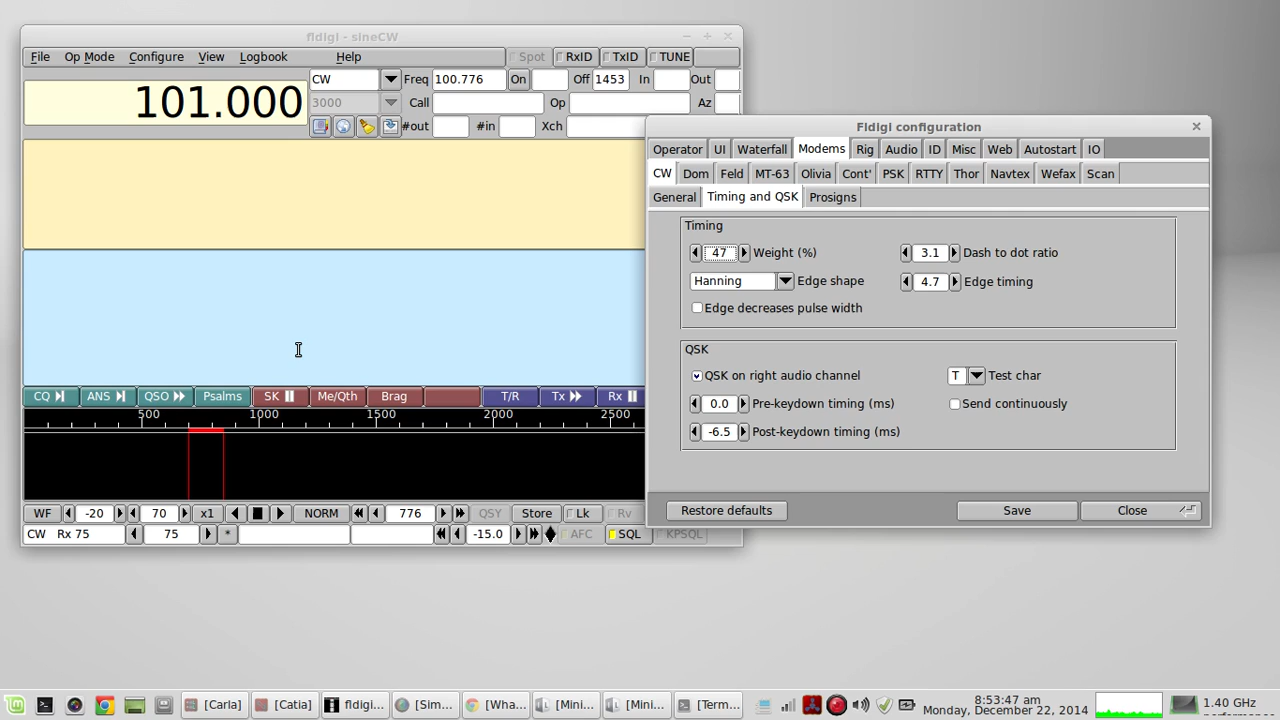 fldigi - sineCW
File Op Mode Configure View Logbook Help Spot RxID TxID TUNE
101.000 CW Freq 100.776 On Off 1453 In Out
3000 Call Op Az
#out #in Xch
CQ ANS QSO Psalms SK Me/Qth Brag T/R Tx Rx
500 1000 1500 2000 2500
WF -20 70 x1 NORM 776 QSY Store Lk Rv
CW Rx 75 75 * -15.0 AFC SQL KPSQL
Fldigi configuration
Operator UI Waterfall Modems Rig Audio ID Misc Web Autostart IO
CW Dom Feld MT-63 Olivia Cont' PSK RTTY Thor Navtex Wefax Scan
General Timing and QSK Prosigns
Timing
47 Weight (%) 3.1 Dash to dot ratio
Hanning Edge shape 4.7 Edge timing
Edge decreases pulse width
QSK
QSK on right audio channel T Test char
0.0 Pre-keydown timing (ms) Send continuously
-6.5 Post-keydown timing (ms)
Restore defaults Save Close
[Carla] [Catia] fldigi... [Sim... [Wha... [Mini... [Mini... [Term... 8:53:47 am 1.40 GHz
Monday, December 22, 2014